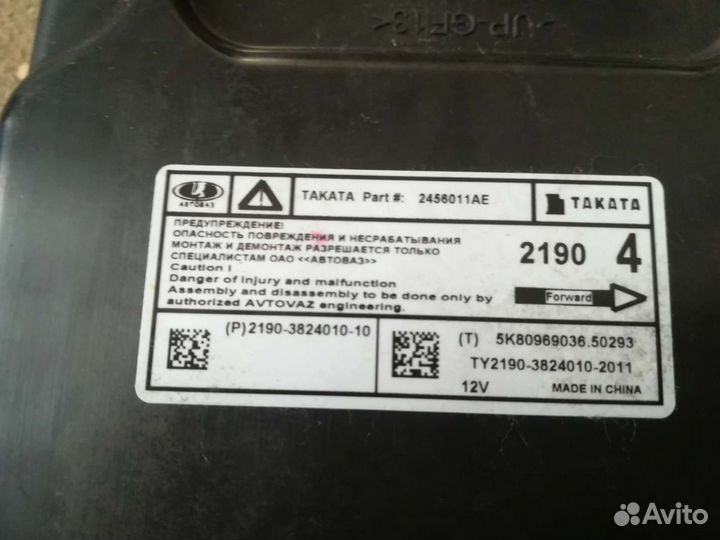 >UP-GF13<
АВТОВАЗ
TAKATA Part #: 2456011AE
TAKATA
ПРЕДУПРЕЖДЕНИЕ!
ОПАСНОСТЬ ПОВРЕЖДЕНИЯ И НЕСРАБАТЫВАНИЯ
МОНТАЖ И ДЕМОНТАЖ РАЗРЕШАЕТСЯ ТОЛЬКО
СПЕЦИАЛИСТАМ ОАО <<АВТОВАЗ>>
Caution !
Danger of injury and malfunction
Assembly and disassembly to be done only by
authorized AVTOVAZ engineering.
2190 4
Forward
(P) 2190-3824010-10
(T) 5K80969036.50293
TY2190-3824010-2011
12V MADE IN CHINA
Avito